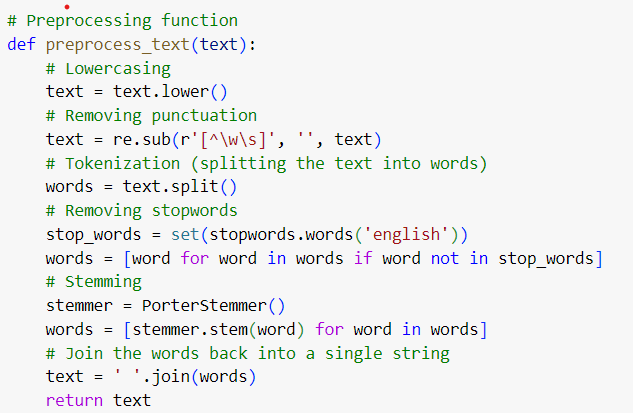 # Preprocessing function
def preprocess_text(text):
    # Lowercasing
    text = text.lower()
    # Removing punctuation
    text = re.sub(r'[^\w\s]', '', text)
    # Tokenization (splitting the text into words)
    words = text.split()
    # Removing stopwords
    stop_words = set(stopwords.words('english'))
    words = [word for word in words if word not in stop_words]
    # Stemming
    stemmer = PorterStemmer()
    words = [stemmer.stem(word) for word in words]
    # Join the words back into a single string
    text = ' '.join(words)
    return text